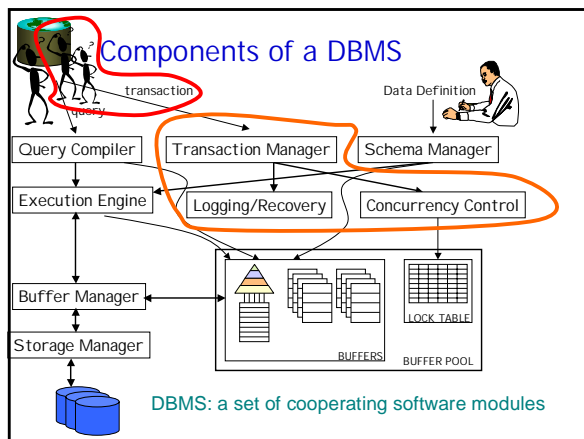 Components of a DBMS
transaction
query
Data Definition
Query Compiler
Transaction Manager
Schema Manager
Execution Engine
Logging/Recovery
Concurrency Control
Buffer Manager
LOCK TABLE
Storage Manager
BUFFERS
BUFFER POOL
DBMS: a set of cooperating software modules